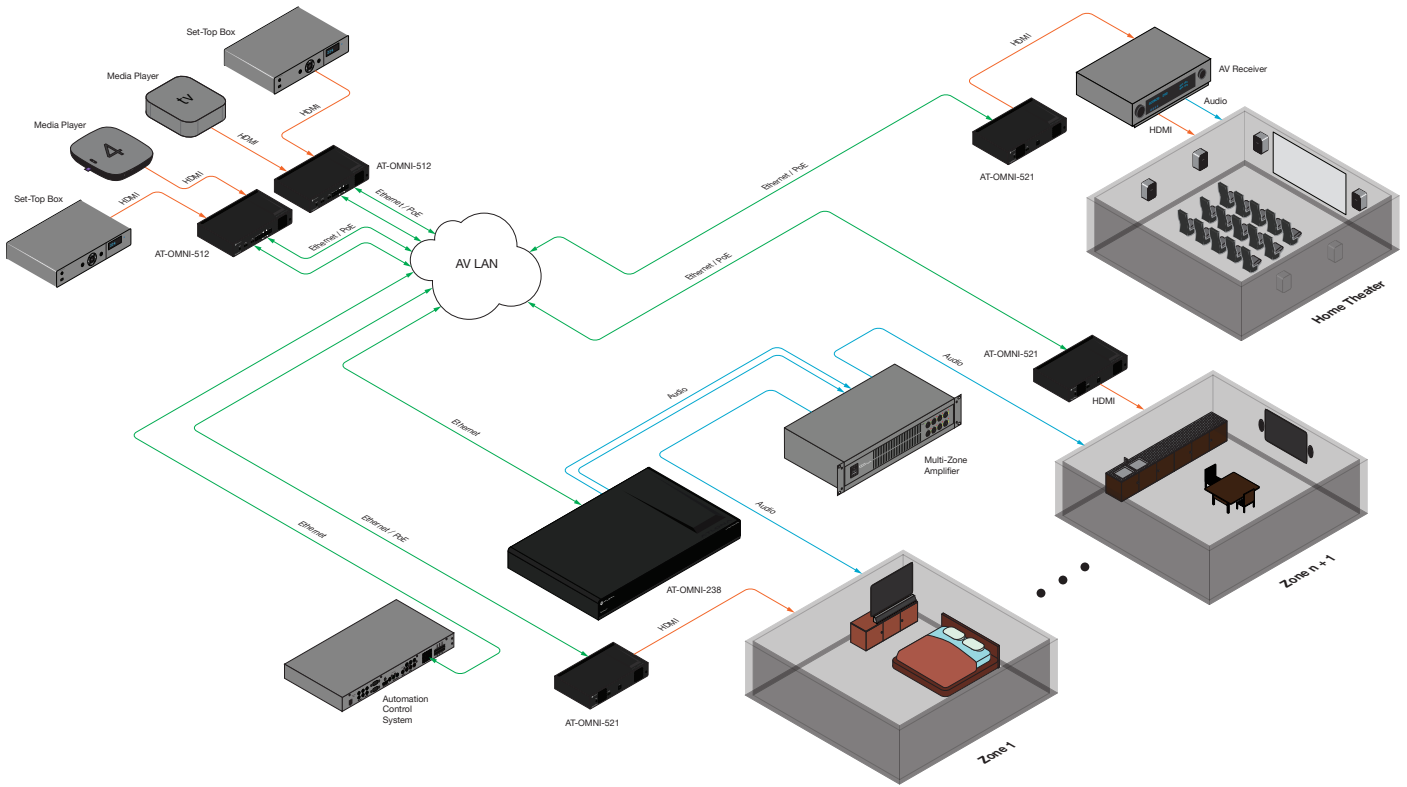 Set-Top Box
HDMI
AV Receiver
Media Player
tv
HDMI
HDMI
Audio
HDMI
Media Player
4
HDMI
AT-OMNI-512
AT-OMNI-521
Ethernet / PoE
Set-Top Box
HDMI
Ethernet / PoE
Ethernet / PoE
AT-OMNI-512
AV LAN
Ethernet / PoE
Home Theater
AT-OMNI-521
Audio
HDMI
Audio
Ethernet
Multi-Zone
Amplifier
Audio
Ethernet
Ethernet / PoE
Zone n + 1
AT-OMNI-238
HDMI
Automation
Control
System
AT-OMNI-521
Zone 1